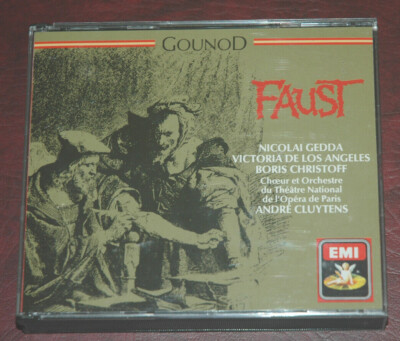 GOUNOD
FAUST
NICOLAI GEDDA
VICTORIA DE LOS ANGELES
BORIS CHRISTOFF
Chœur et Orchestre
du Théâtre National
de l'Opéra de Paris
ANDRÉ CLUYTENS
EMI